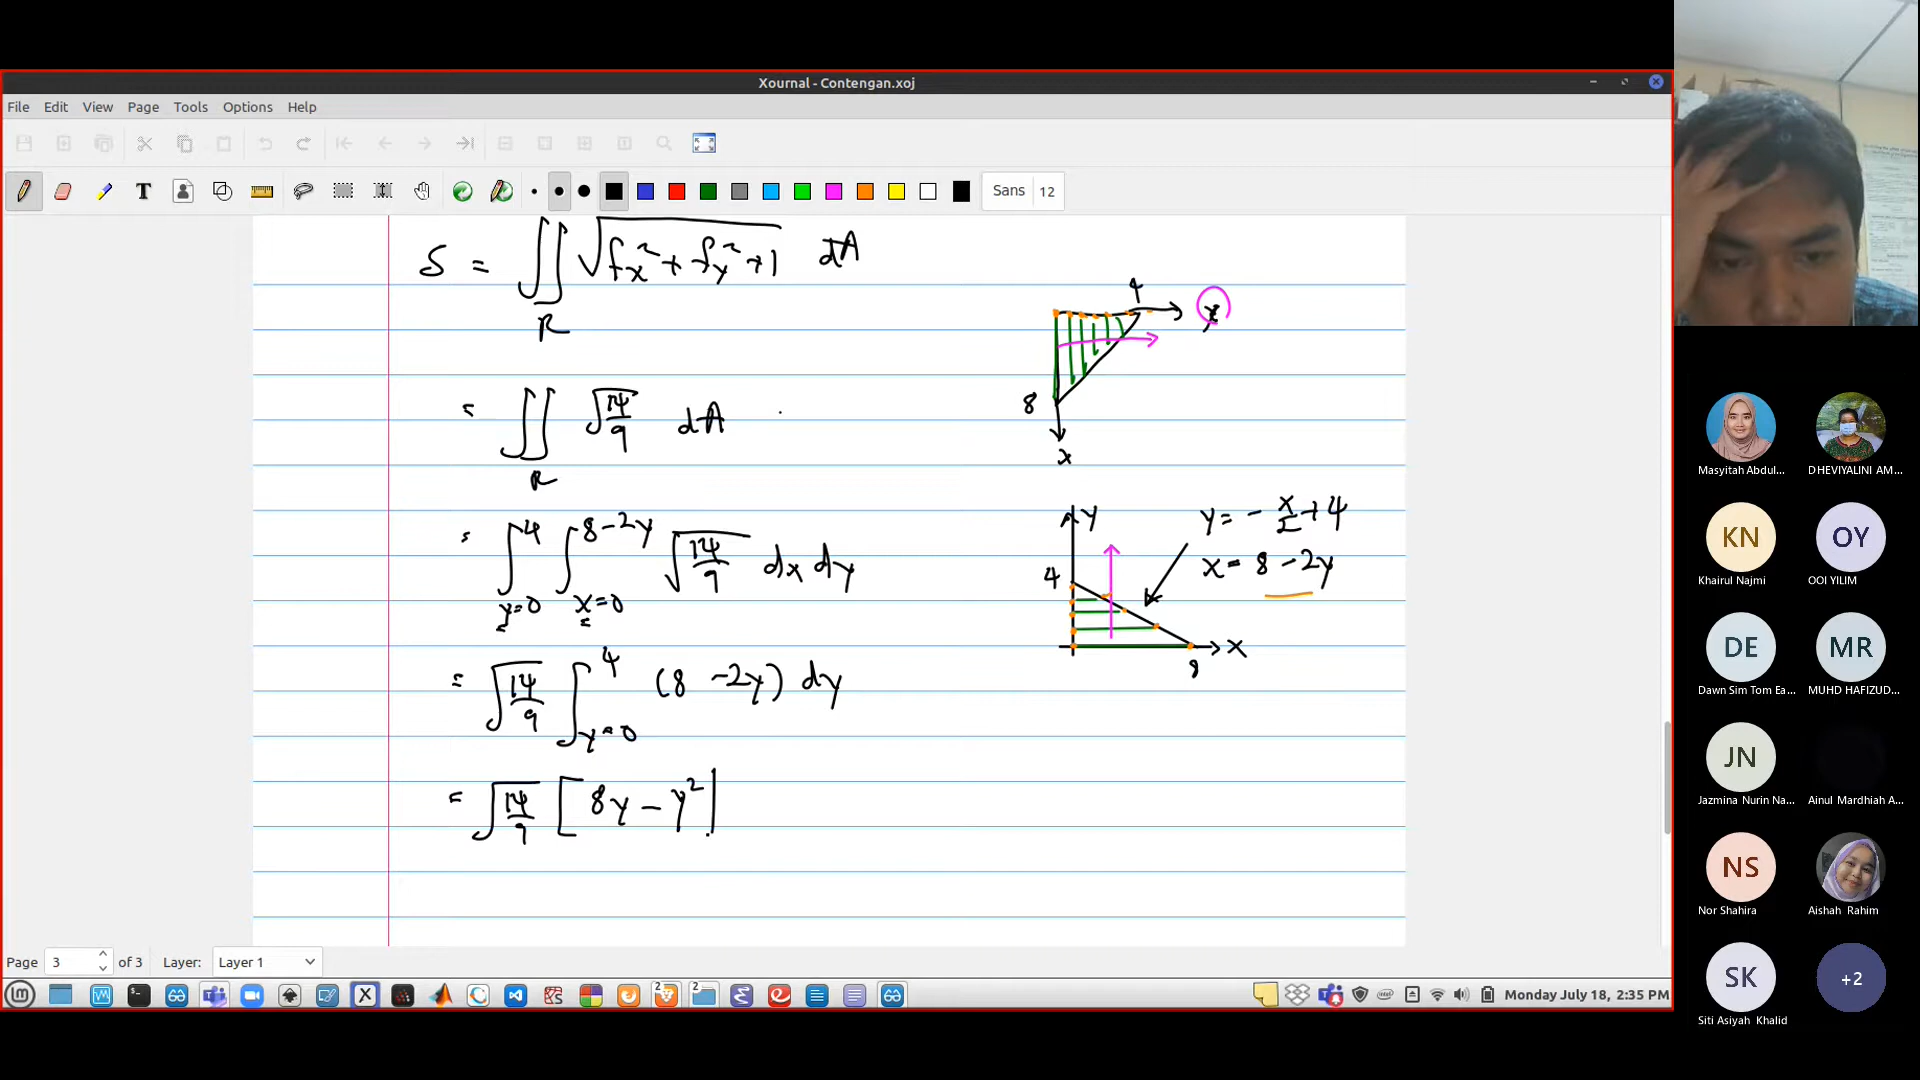 Xournal - Contengan.xoj
File Edit View Page Tools Options Help
T Sans 12
S = ∬ √(fx² + fy² + 1) dA
R
= ∬ √(14/9) dA
R
= ∫ 4 ∫ 8-2y √(14/9) dx dy
y=0 x=0
= √(14/9) ∫ 4 (8 - 2y) dy
y=0
= √(14/9) [ 8y - y² ]
4
y
8
x
y
y = - x/2 + 4
x = 8 - 2y
4
x
8
Masyitah Abdul...
DHEVIYALINI AM...
KN
Khairul Najmi
OY
OOI YILIM
DE
Dawn Sim Tom Ea...
MR
MUHD HAFIZUD...
JN
Jazmina Nurin Na...
Ainul Mardhiah A...
NS
Nor Shahira
Aishah Rahim
SK
Siti Asiyah Khalid
+2
Page 3 of 3 Layer: Layer 1
2 2 Monday July 18, 2:35 PM